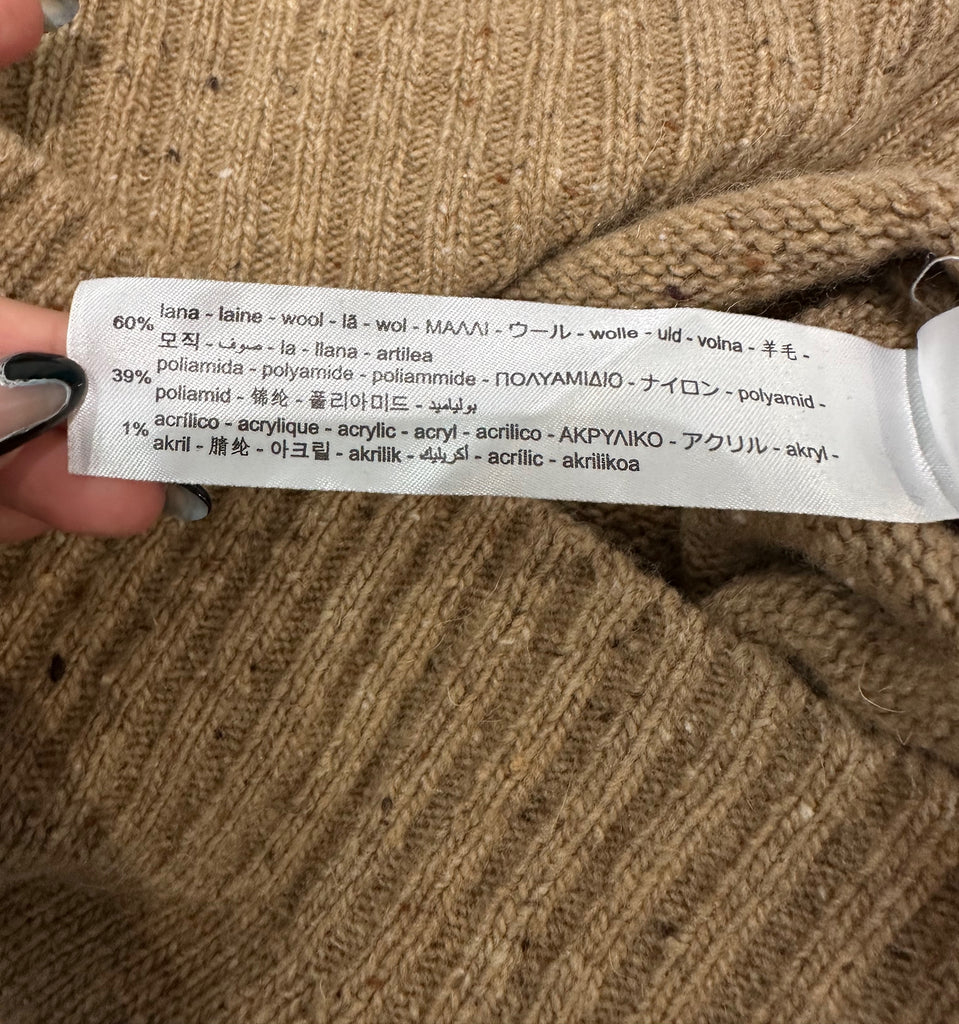 60% lana - laine - wool - lã - wol - ΜΑΛΛΙ - ウール - wolle - uld - volna - 羊毛 -
모직 - صوف - la - llana - artilea
39% poliamida - polyamide - poliammide - ΠΟΛΥΑΜΙΔΙΟ - ナイロン - polyamid -
poliamid - 锦纶 - 폴리아미드 - بولياميد
1% acrílico - acrylique - acrylic - acryl - acrilico - ΑΚΡΥΛΙΚΟ - アクリル - akryl -
akril - 腈纶 - 아크릴 - akrilik - أكريليك - acrílic - akrilikoa